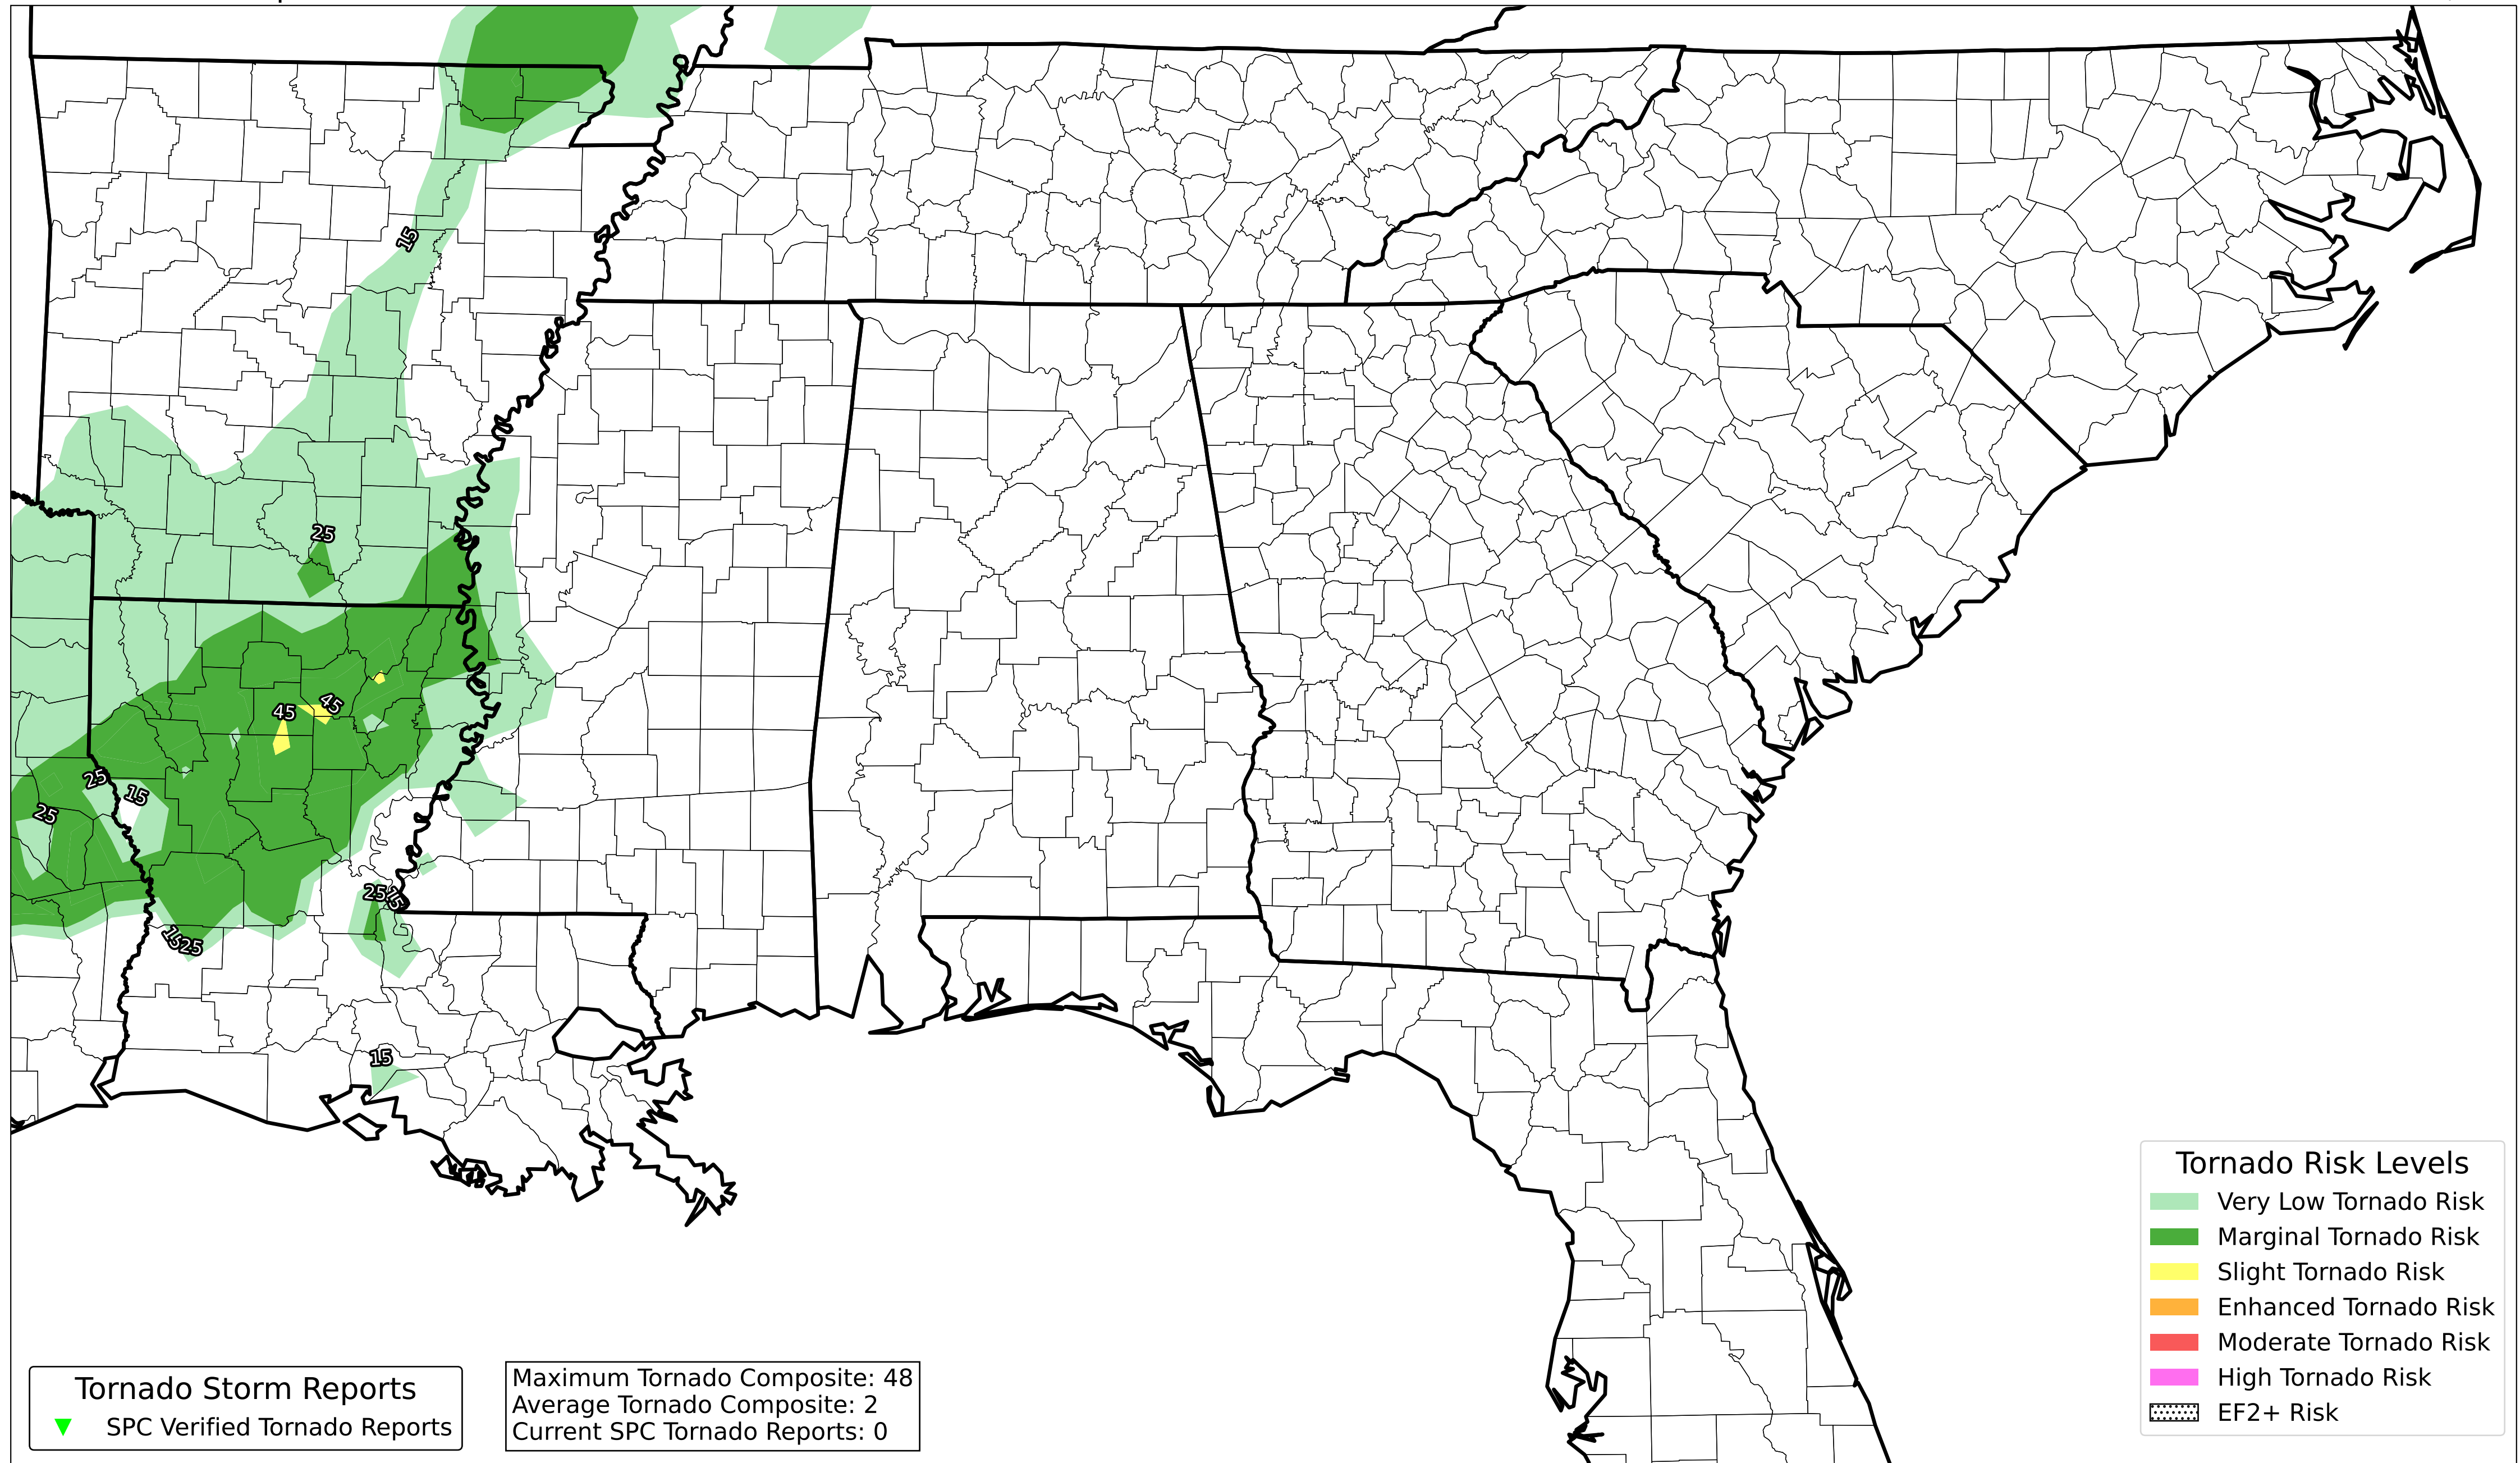 15
25
45
45
25
15
25
25
15
15
25
15
Tornado Risk Levels
Very Low Tornado Risk
Marginal Tornado Risk
Slight Tornado Risk
Enhanced Tornado Risk
Moderate Tornado Risk
High Tornado Risk
EF2+ Risk
Tornado Storm Reports
SPC Verified Tornado Reports
Maximum Tornado Composite: 48
Average Tornado Composite: 2
Current SPC Tornado Reports: 0